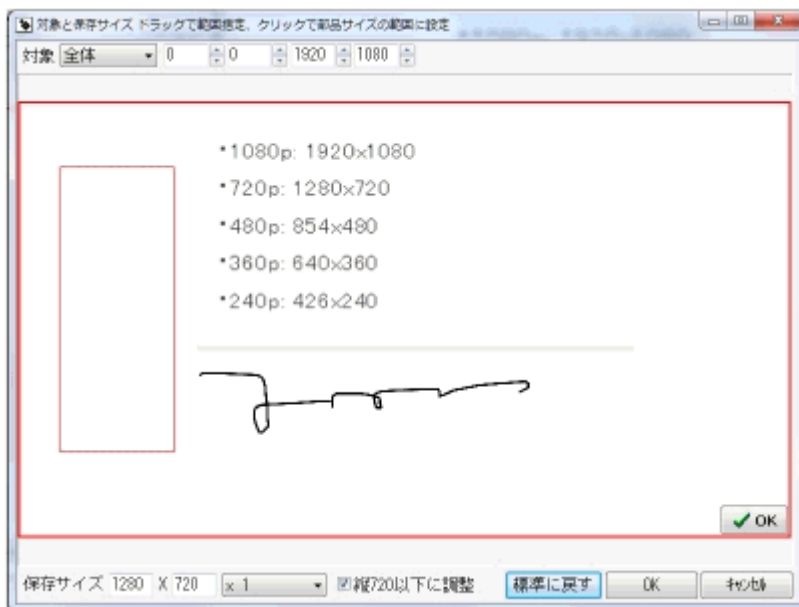 対象と保存サイズ ドラッグで範囲指定、クリックで部品サイズの範囲に設定
対象 全体 0 0 1920 1080
•1080p: 1920x1080
•720p: 1280x720
•480p: 854x480
•360p: 640x360
•240p: 426x240
OK
保存サイズ 1280 X 720 x 1 縦720以下に調整 標準に戻す OK キャンセル